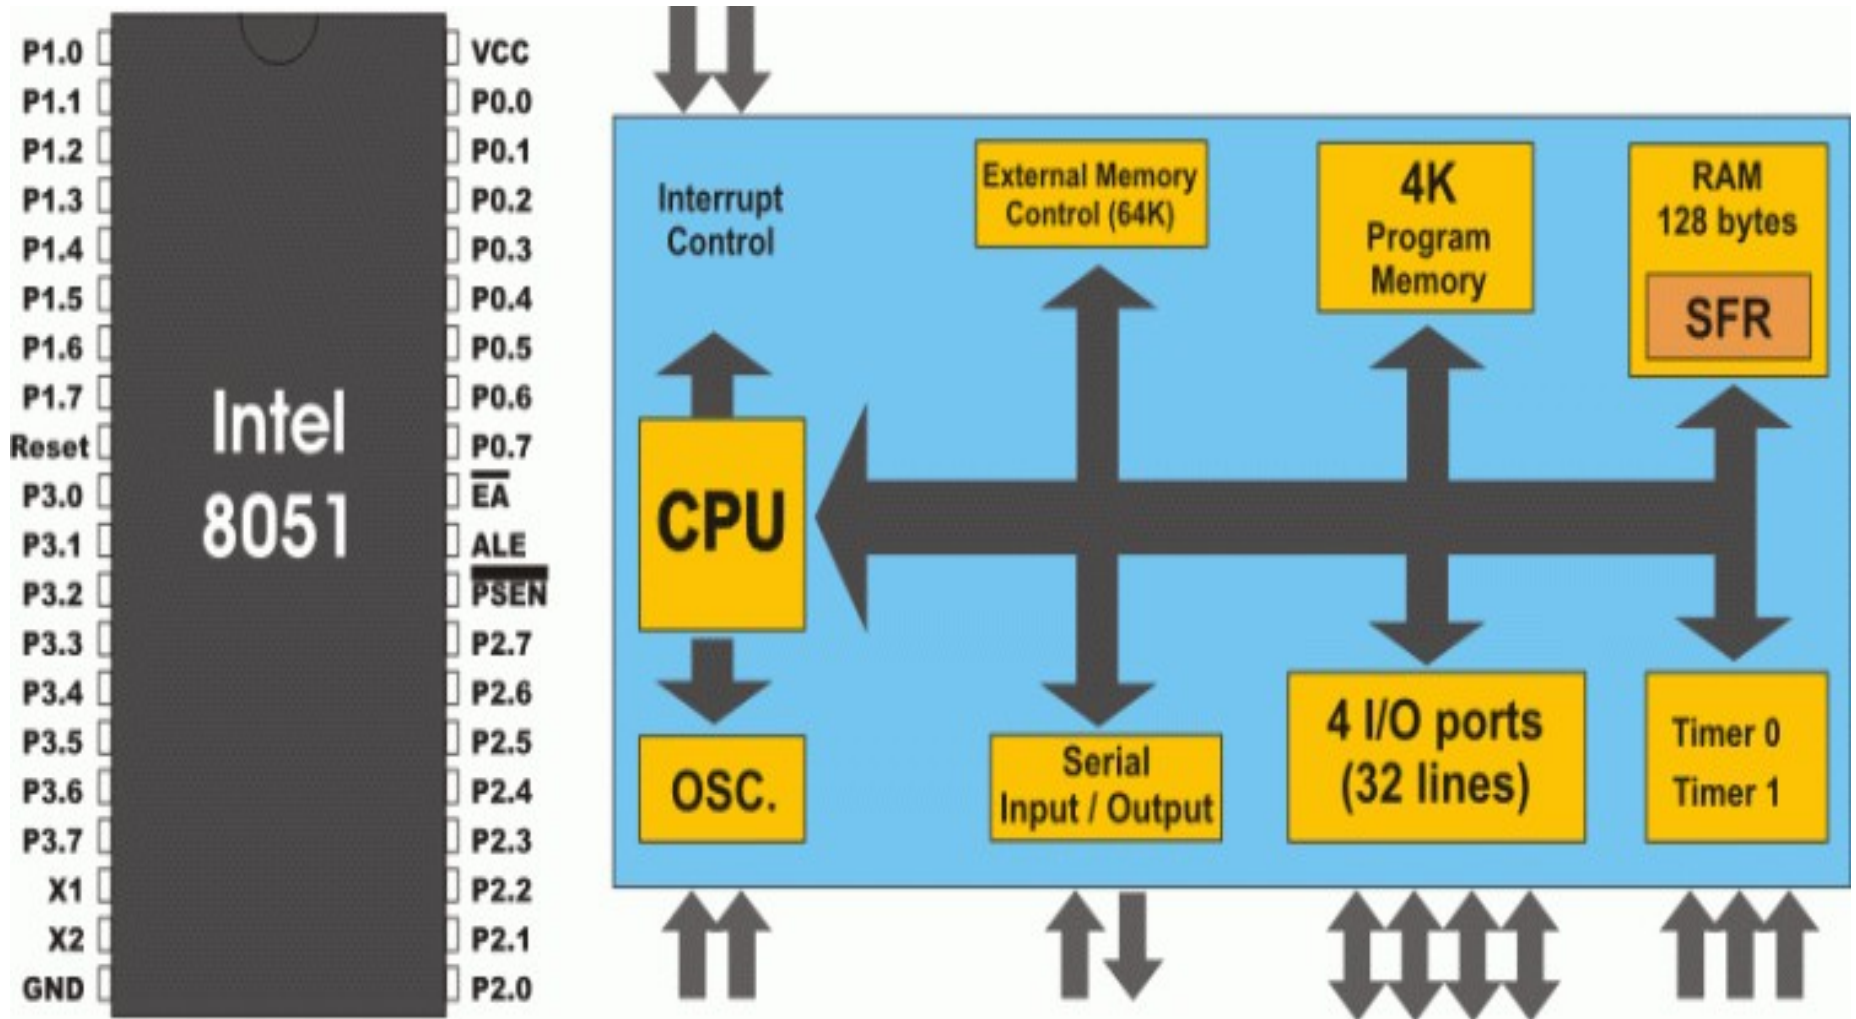 P1.0
P1.1
P1.2
P1.3
P1.4
P1.5
P1.6
P1.7
Reset
P3.0
P3.1
P3.2
P3.3
P3.4
P3.5
P3.6
P3.7
X1
X2
GND
Intel
8051
VCC
P0.0
P0.1
P0.2
P0.3
P0.4
P0.5
P0.6
P0.7
EA
ALE
PSEN
P2.7
P2.6
P2.5
P2.4
P2.3
P2.2
P2.1
P2.0
Interrupt
Control
External Memory
Control (64K)
4K
Program
Memory
RAM
128 bytes
SFR
CPU
OSC.
Serial
Input / Output
4 I/O ports
(32 lines)
Timer 0
Timer 1